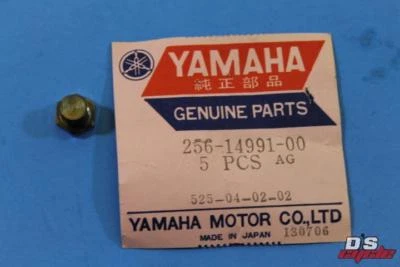 YAMAHA
純正部品
GENUINE PARTS
256-14991-00
5 PCS AG
525-04-02-02
YAMAHA MOTOR CO.,LTD
MADE IN JAPAN 130706
D'S
cycle